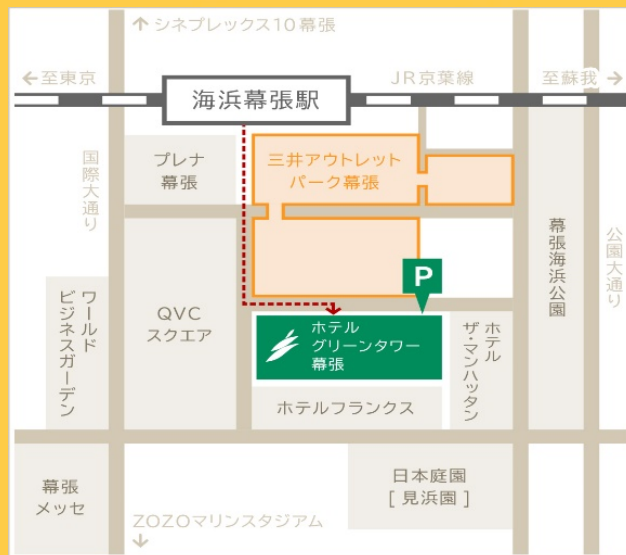 ↑シネプレックス10幕張
←至東京
海浜幕張駅
JR京葉線
至蘇我→
国際大通り
プレナ
幕張
三井アウトレット
パーク幕張
幕張海浜公園
公園大通り
P
ワールド
ビジネスガーデン
QVC
スクエア
ホテル
グリーンタワー
幕張
ホテル
ザ・マンハッタン
ホテルフランクス
幕張
メッセ
日本庭園
[見浜園]
ZOZOマリンスタジアム
↓